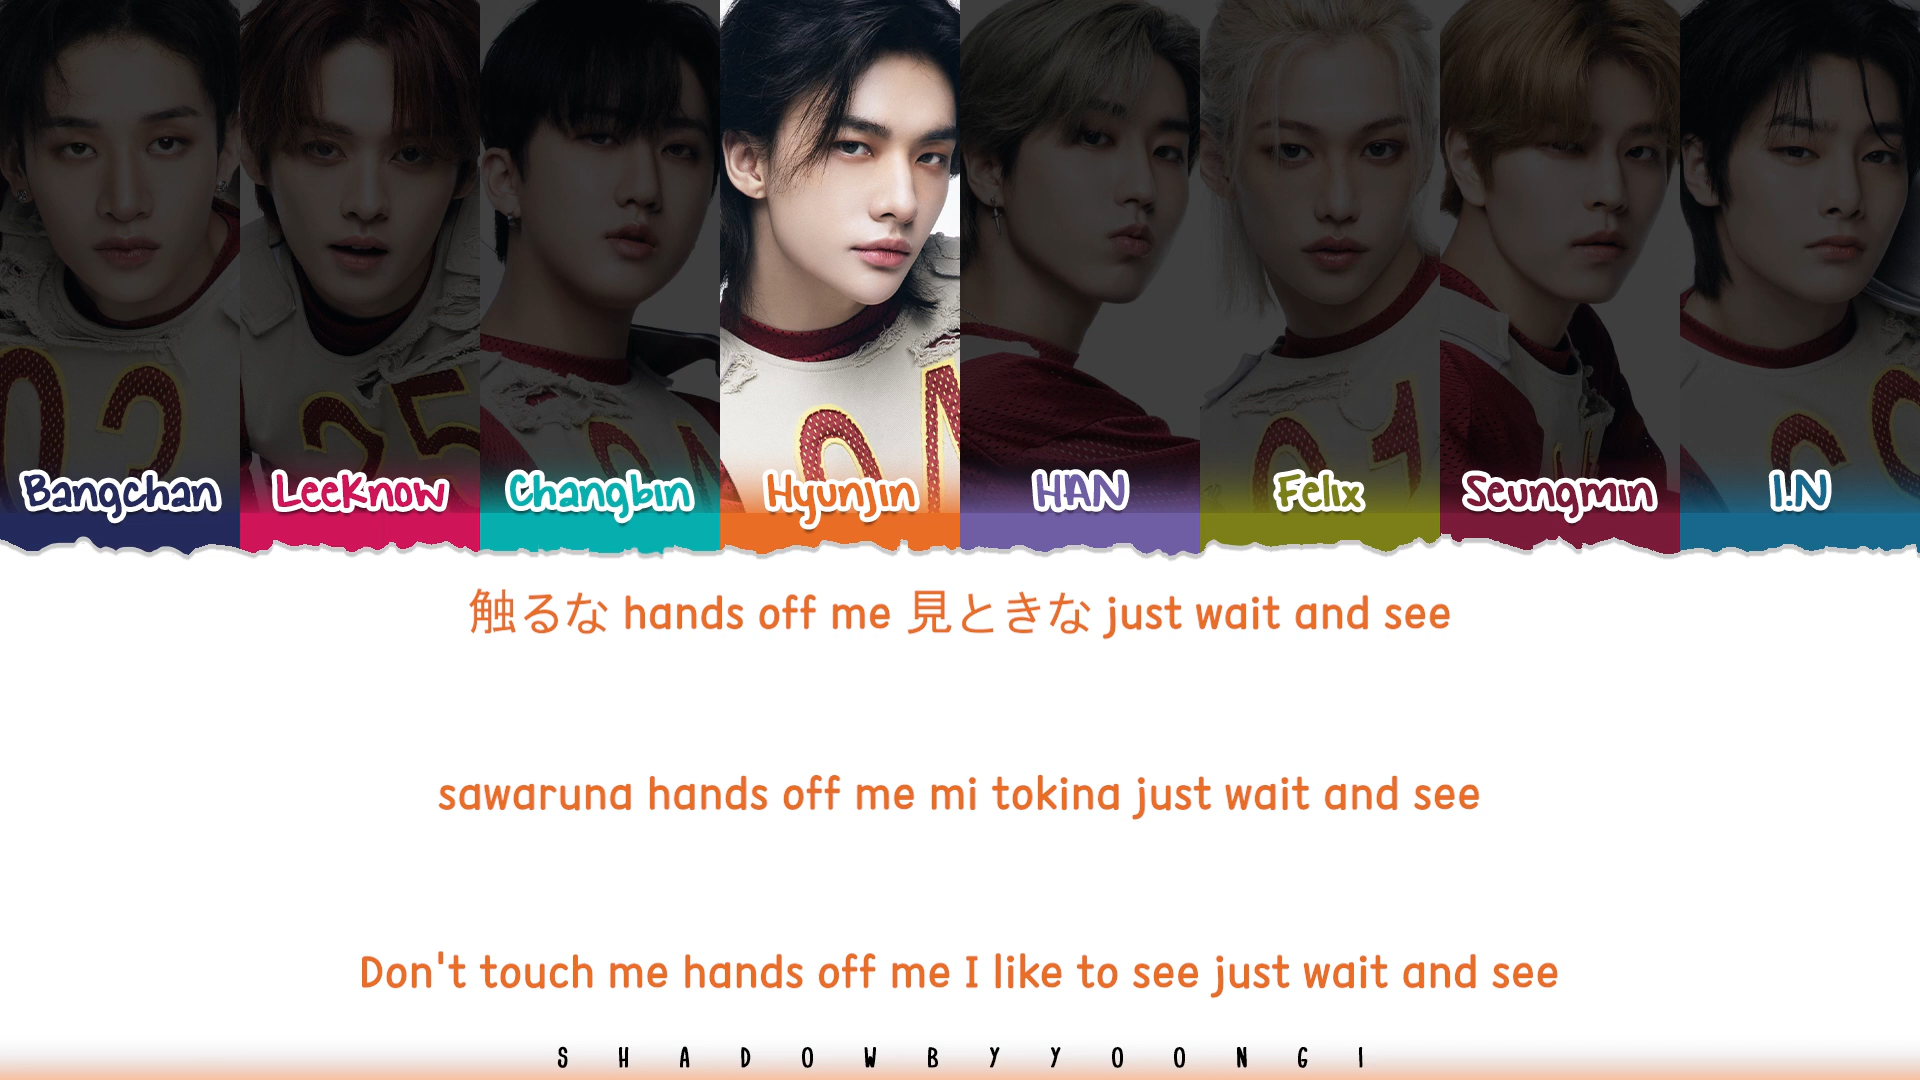 Bangchan LeeKnow Changbin Hyunjin HAN Felix Seungmin I.N
触るな hands off me 見ときな just wait and see
sawaruna hands off me mi tokina just wait and see
Don't touch me hands off me I like to see just wait and see
SHADOWBYYOONGI